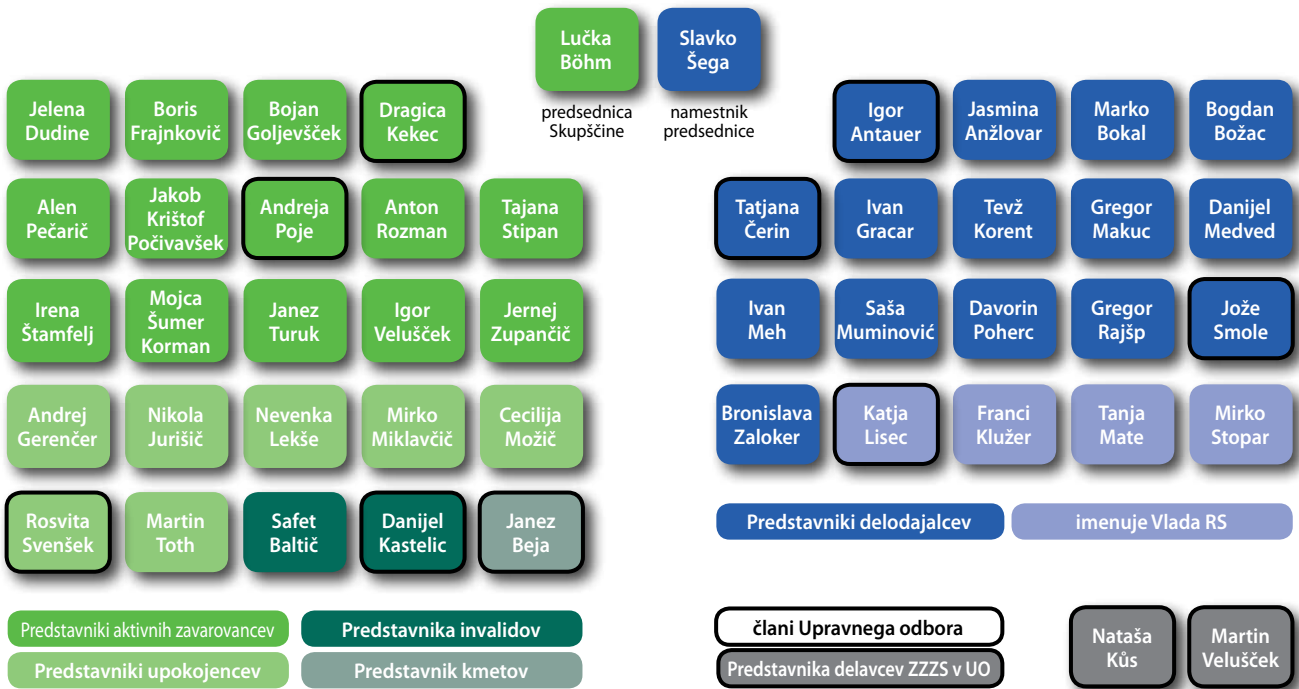 Lučka
Böhm
Slavko
Šega
predsednica
Skupščine
namestnik
predsednice
Jelena
Dudine
Boris
Frajnkovič
Bojan
Goljevšček
Dragica
Kekec
Alen
Pečarič
Jakob
Krištof
Počivavšek
Andreja
Poje
Anton
Rozman
Tajana
Stipan
Irena
Štamfelj
Mojca
Šumer
Korman
Janez
Turuk
Igor
Velušček
Jernej
Zupančič
Andrej
Gerenčer
Nikola
Jurišič
Nevenka
Lekše
Mirko
Miklavčič
Cecilija
Možič
Rosvita
Svenšek
Martin
Toth
Safet
Baltič
Danijel
Kastelic
Janez
Beja
Predstavniki aktivnih zavarovancev
Predstavnika invalidov
Predstavniki upokojencev
Predstavnik kmetov
Igor
Antauer
Jasmina
Anžlovar
Marko
Bokal
Bogdan
Božac
Tatjana
Čerin
Ivan
Gracar
Tevž
Korent
Gregor
Makuc
Danijel
Medved
Ivan
Meh
Saša
Muminović
Davorin
Poherc
Gregor
Rajšp
Jože
Smole
Bronislava
Zaloker
Katja
Lisec
Franci
Klužer
Tanja
Mate
Mirko
Stopar
Predstavniki delodajalcev
imenuje Vlada RS
člani Upravnega odbora
Predstavnika delavcev ZZZS v UO
Nataša
Kůs
Martin
Velušček